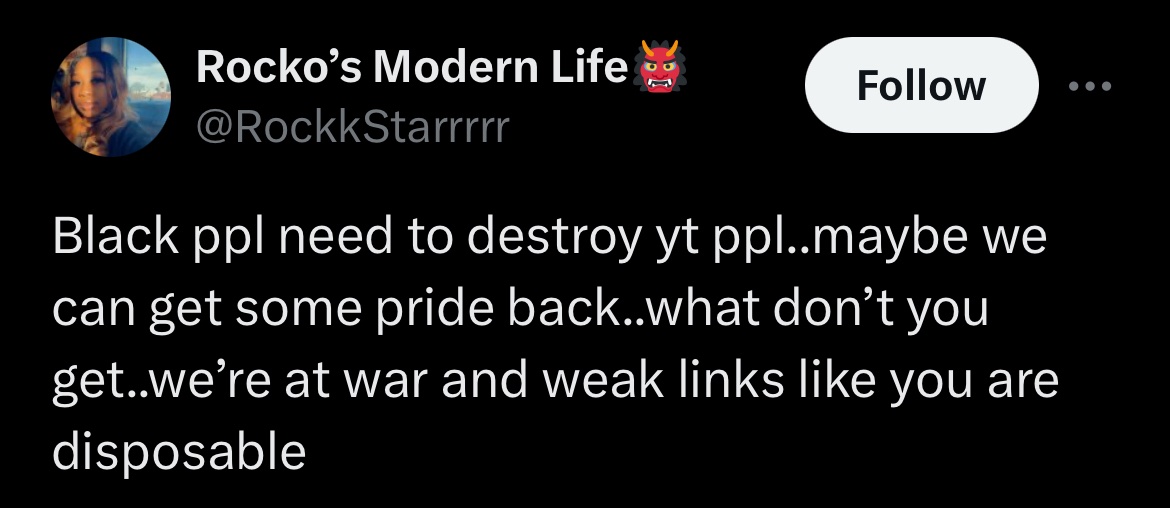 Rocko’s Modern Life👹
@RockkStarrrrr
Follow
Black ppl need to destroy yt ppl..maybe we
can get some pride back..what don’t you
get..we’re at war and weak links like you are
disposable